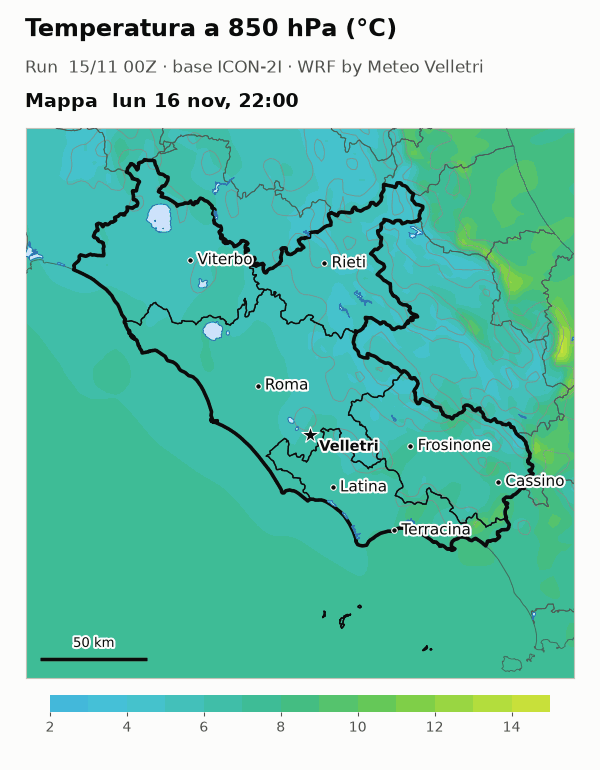 Temperatura a 850 hPa (°C)
Run  15/11 00Z · base ICON-2I · WRF by Meteo Velletri
Mappa  lun 16 nov, 22:00
Viterbo
Rieti
Roma
Velletri
Frosinone
Cassino
Latina
Terracina
50 km
2 4 6 8 10 12 14